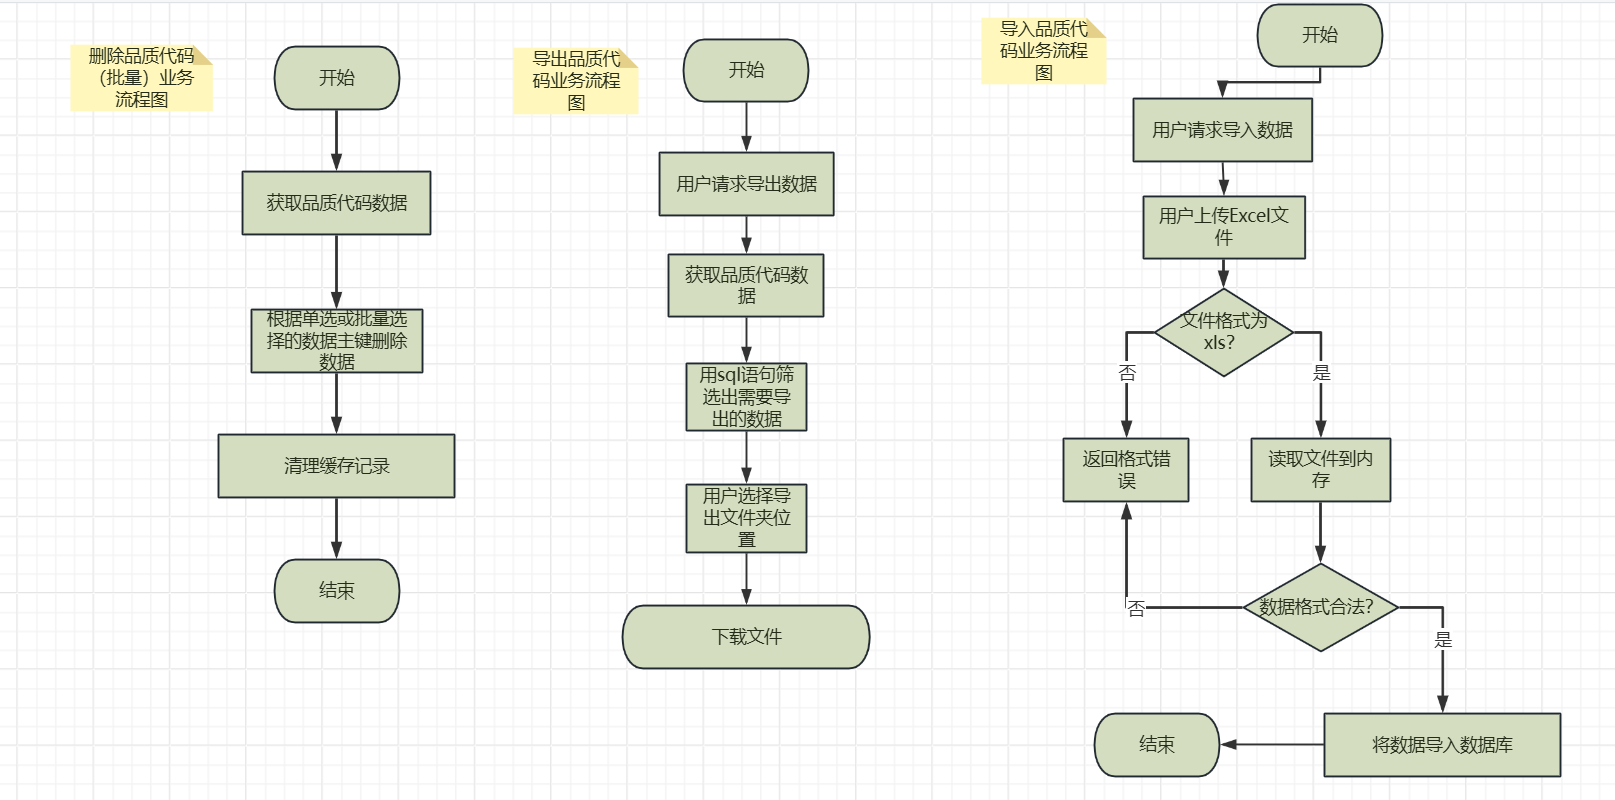 删除品质代码
（批量）业务
流程图
开始
获取品质代码数据
根据单选或批量选
择的数据主键删除
数据
清理缓存记录
结束
导出品质代
码业务流程
图
开始
用户请求导出数据
获取品质代码数
据
用sql语句筛
选出需要导
出的数据
用户选择导
出文件夹位
置
下载文件
导入品质代
码业务流程
图
开始
用户请求导入数据
用户上传Excel文
件
文件格式为
xls？
否
是
返回格式错
误
读取文件到内
存
数据格式合法？
否
是
将数据导入数据库
结束